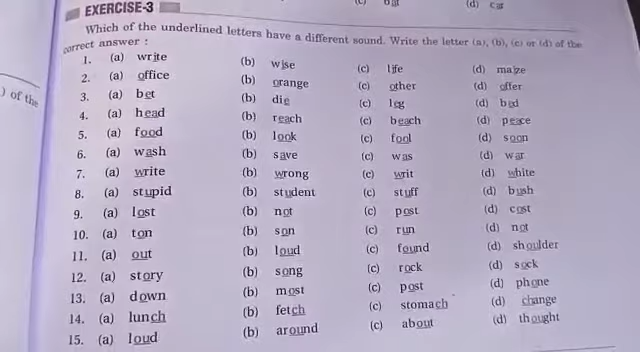 (c) (d) car
EXERCISE-3
Which of the underlined letters have a different sound. Write the letter (a), (b), (c) or (d) of the
correct answer :
) of the
1. (a) write (b) wise (c) life (d) maize
2. (a) office (b) orange (c) other (d) offer
3. (a) bet (b) die (c) leg (d) bed
4. (a) head (b) reach (c) beach (d) peace
5. (a) food (b) look (c) fool (d) soon
6. (a) wash (b) save (c) was (d) war
7. (a) write (b) wrong (c) writ (d) white
8. (a) stupid (b) student (c) stuff (d) bush
9. (a) lost (b) not (c) post (d) cost
10. (a) ton (b) son (c) run (d) not
11. (a) out (b) loud (c) found (d) shoulder
12. (a) story (b) song (c) rock (d) sock
13. (a) down (b) most (c) post (d) phone
14. (a) lunch (b) fetch (c) stomach (d) change
15. (a) loud (b) around (c) about (d) thought